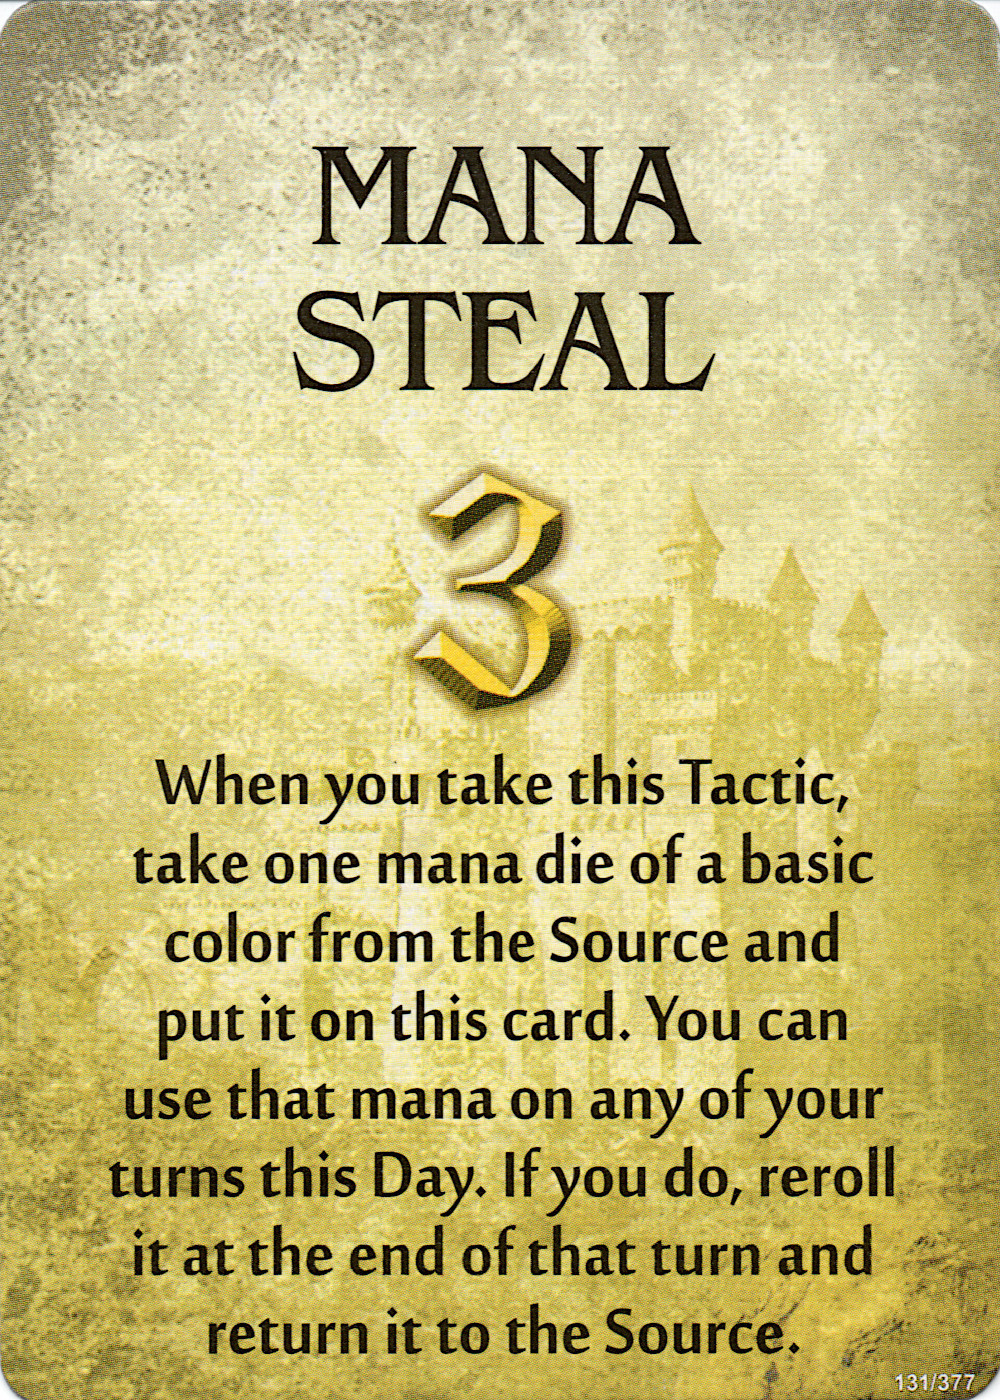 MANA
STEAL
3
When you take this Tactic,
take one mana die of a basic
color from the Source and
put it on this card. You can
use that mana on any of your
turns this Day. If you do, reroll
it at the end of that turn and
return it to the Source.
131/377